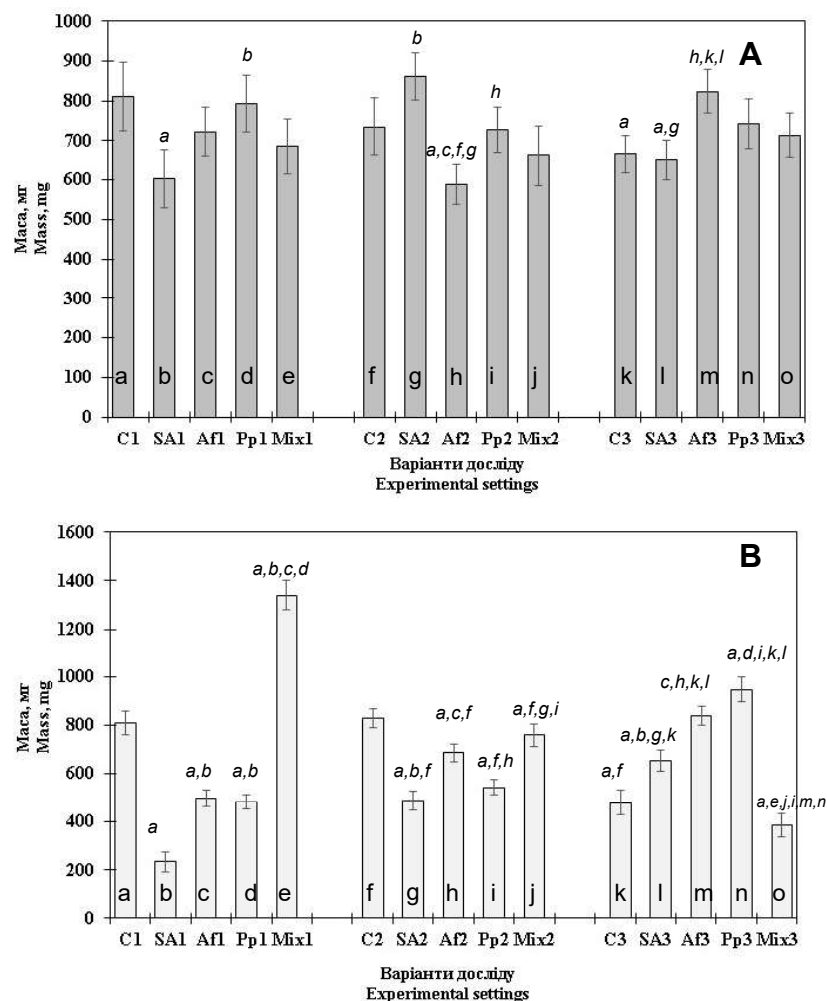 A
1000
900
800
700
600
500
400
300
200
100
0
Маса, мг
Mass, mg
a
b
b
a,c,f,g
h
a
a,g
h,k,l
a b c d e f g h i j k l m n o
C1 SA1 Af1 Pp1 Mix1 C2 SA2 Af2 Pp2 Mix2 C3 SA3 Af3 Pp3 Mix3
Варіанти досліду
Experimental settings
B
1600
1400
1200
1000
800
600
400
200
0
Маса, мг
Mass, mg
a
a,b
a,b
a,b,c,d
a,b,f
a,c,f
a,f,h
a,f,g,i
a,f
a,b,g,k
c,h,k,l
a,d,i,k,l
a,e,j,i,m,n
a b c d e f g h i j k l m n o
C1 SA1 Af1 Pp1 Mix1 C2 SA2 Af2 Pp2 Mix2 C3 SA3 Af3 Pp3 Mix3
Варіанти досліду
Experimental settings